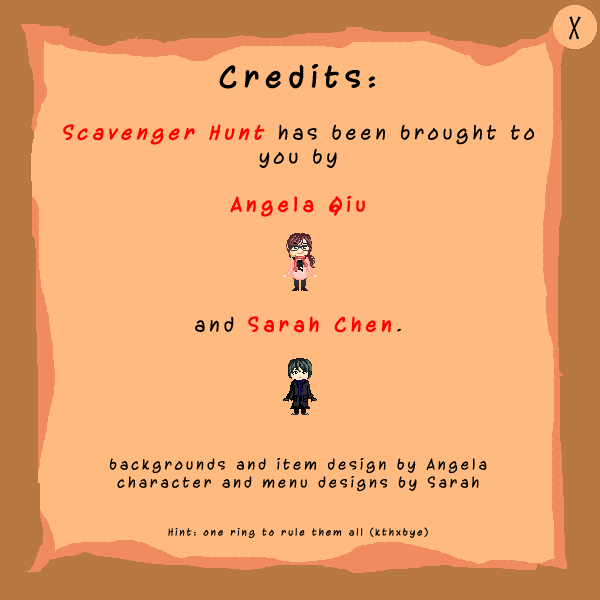 X
Credits:
Scavenger Hunt has been brought to
you by
Angela Qiu
and Sarah Chen.
backgrounds and item design by Angela
character and menu designs by Sarah
Hint: one ring to rule them all (kthxbye)